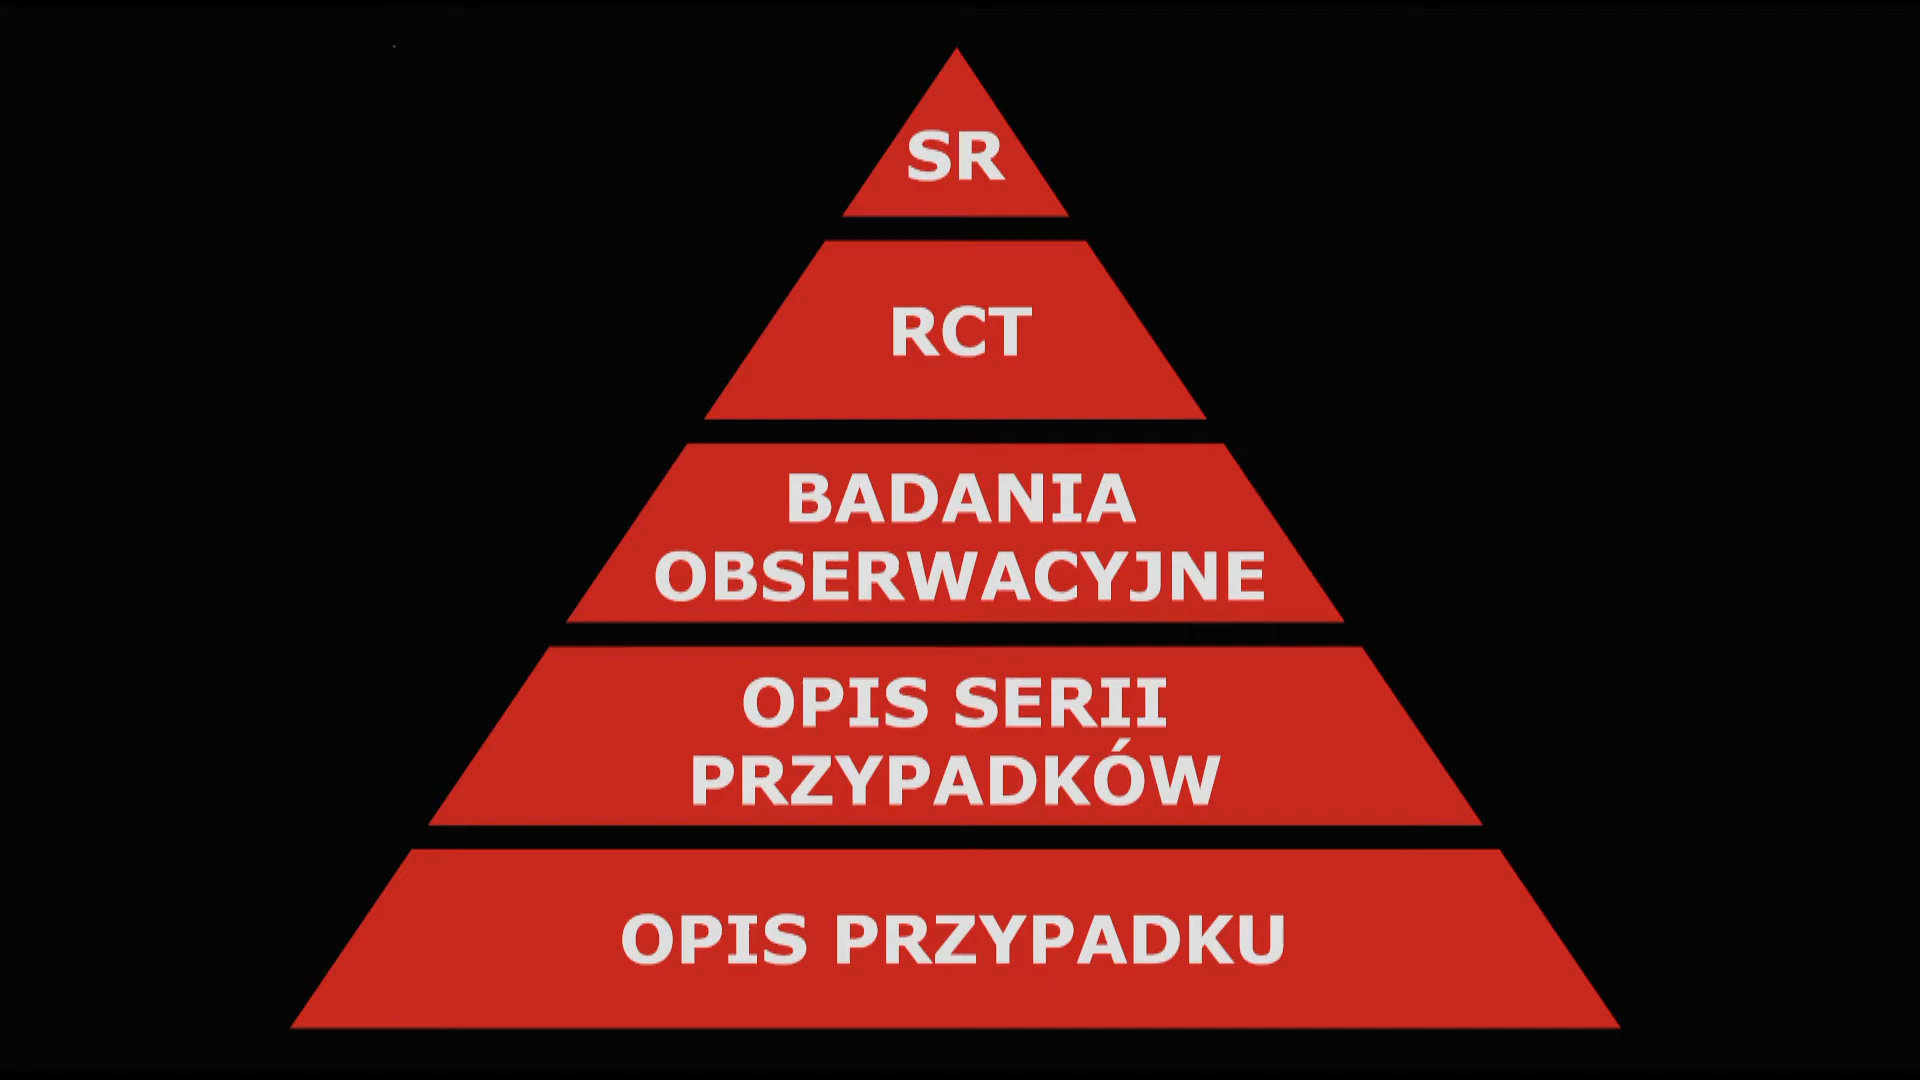 SR
RCT
BADANIA
OBSERWACYJNE
OPIS SERII
PRZYPADKÓW
OPIS PRZYPADKU